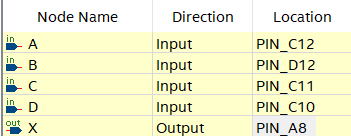 Node Name Direction Location
in A Input PIN_C12
in B Input PIN_D12
in C Input PIN_C11
in D Input PIN_C10
out X Output PIN_A8